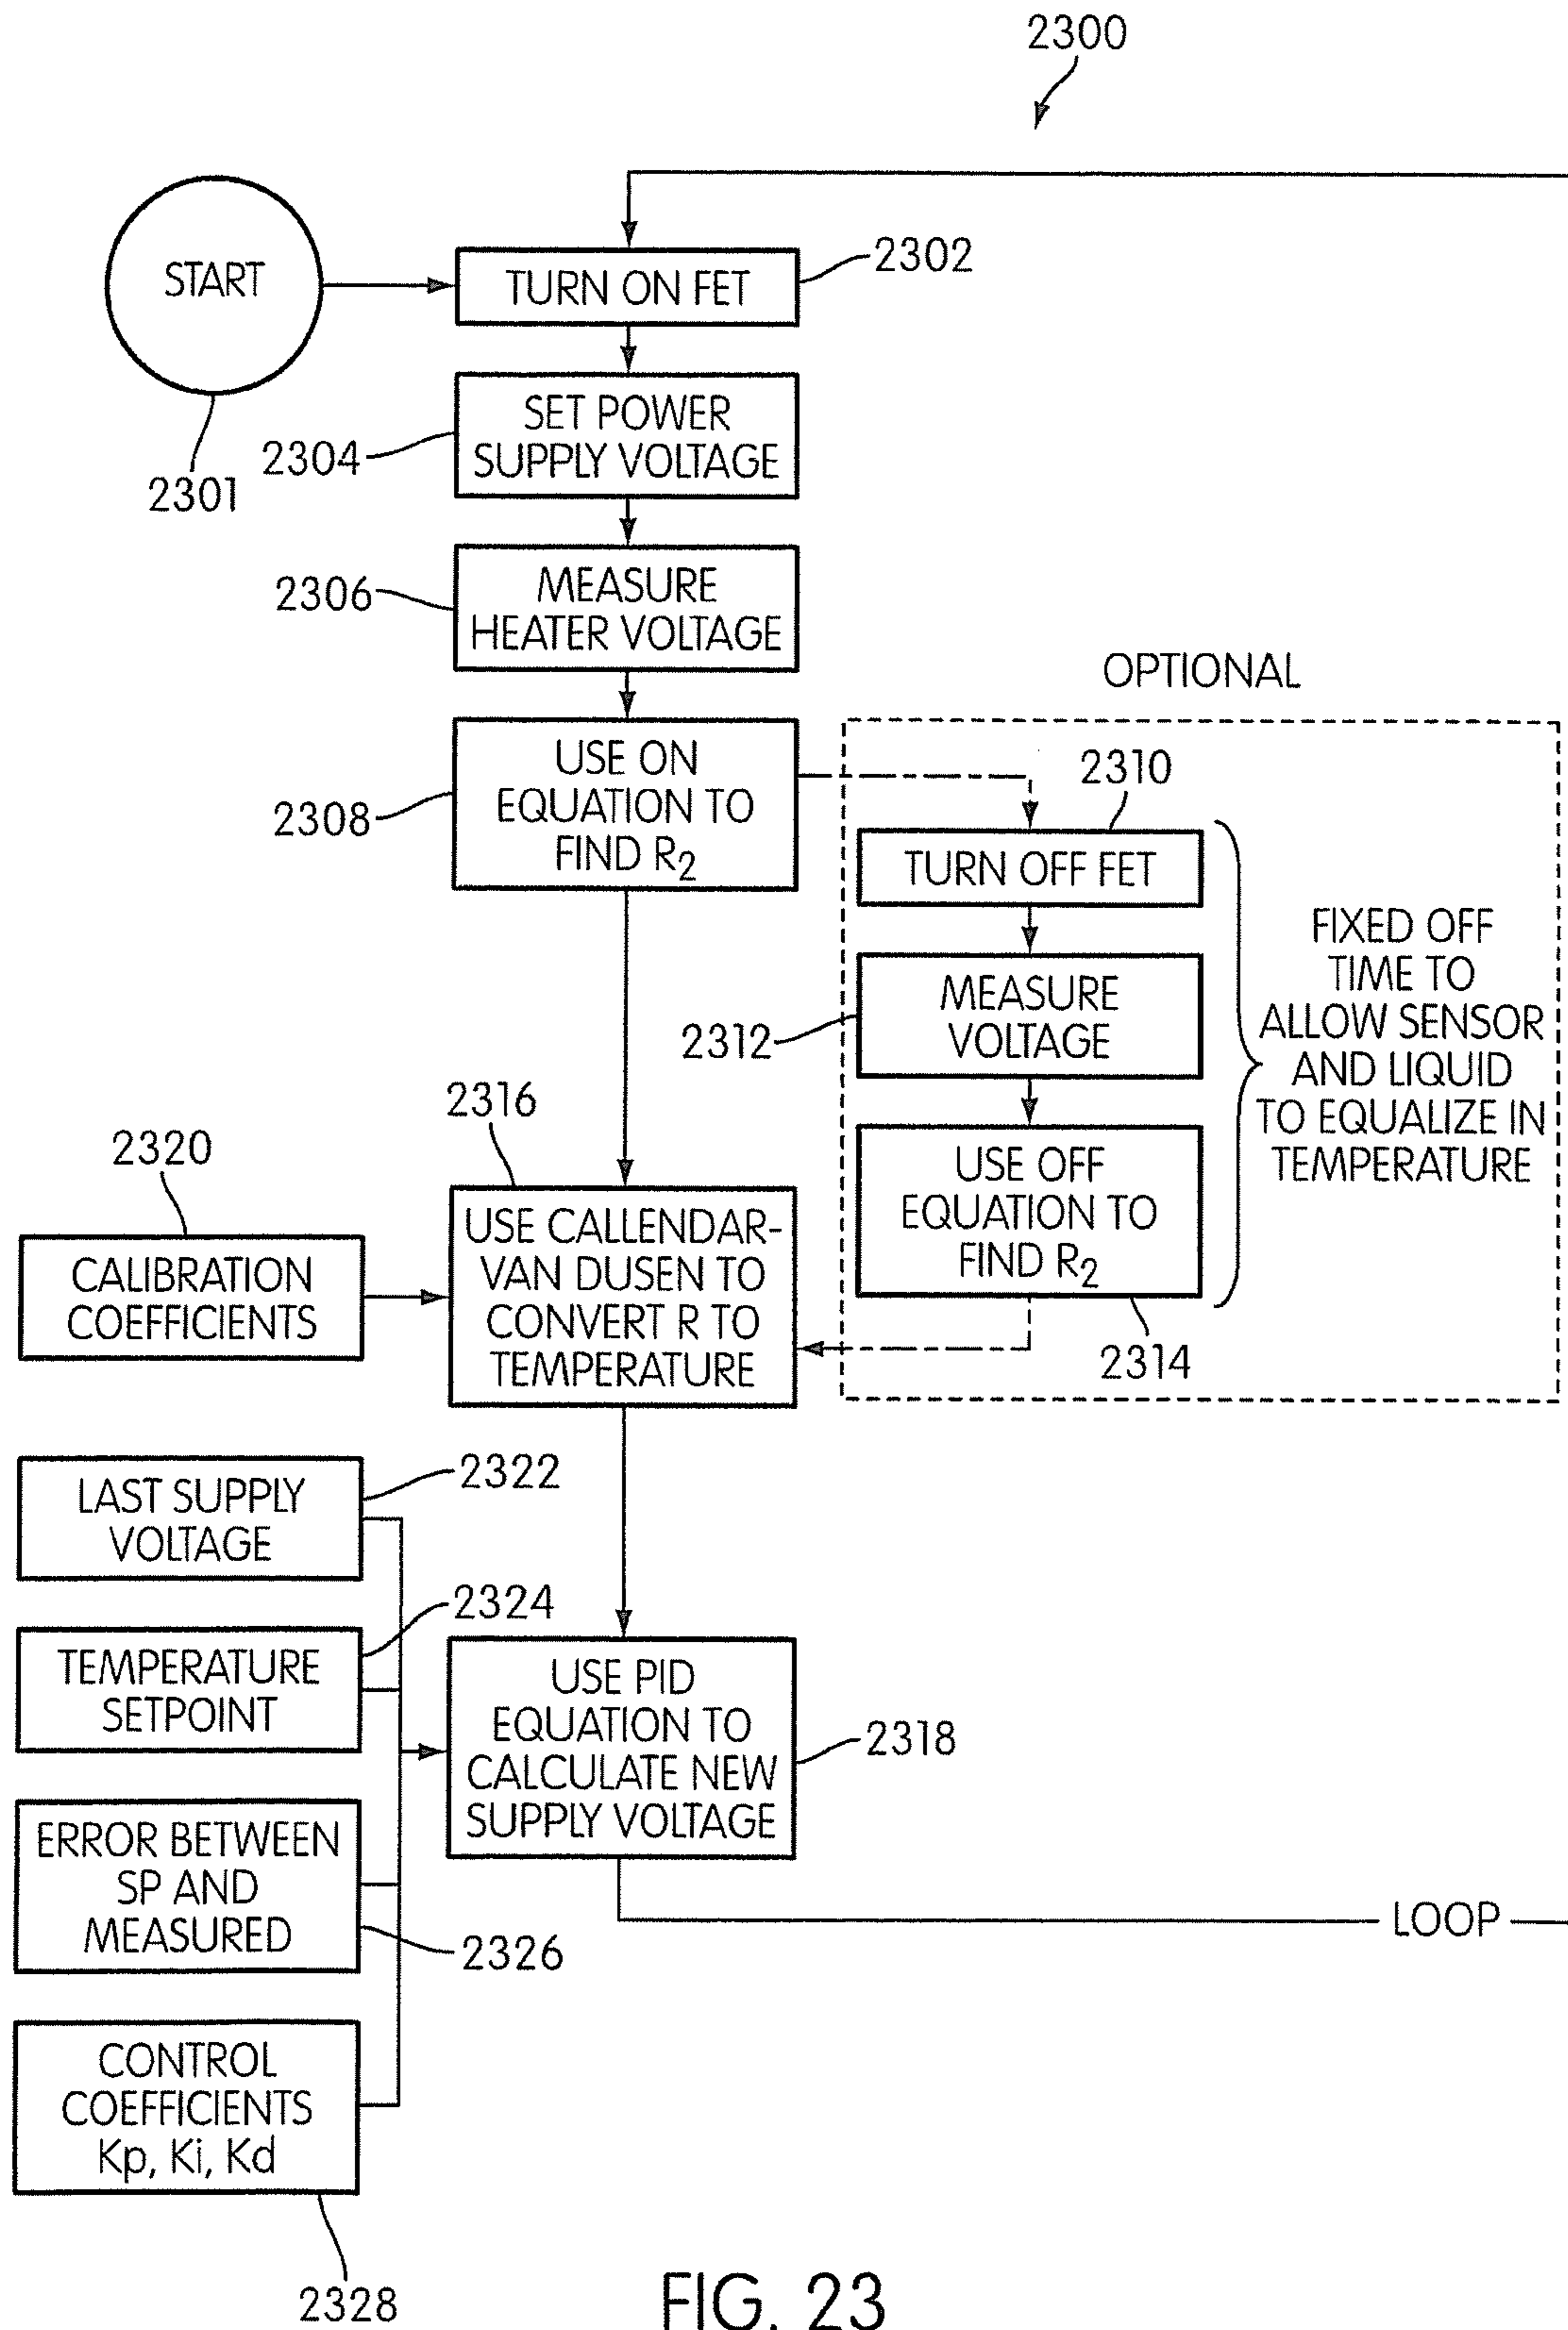 2300
START
2301
TURN ON FET
2302
SET POWER
SUPPLY VOLTAGE
2304
MEASURE
HEATER VOLTAGE
2306
USE ON
EQUATION TO
FIND R2
2308
OPTIONAL
2310
TURN OFF FET
MEASURE
VOLTAGE
2312
USE OFF
EQUATION TO
FIND R2
2314
FIXED OFF
TIME TO
ALLOW SENSOR
AND LIQUID
TO EQUALIZE IN
TEMPERATURE
2316
USE CALLENDAR-
VAN DUSEN TO
CONVERT R TO
TEMPERATURE
2320
CALIBRATION
COEFFICIENTS
LAST SUPPLY
VOLTAGE
2322
TEMPERATURE
SETPOINT
2324
ERROR BETWEEN
SP AND
MEASURED
2326
CONTROL
COEFFICIENTS
Kp, Ki, Kd
2328
USE PID
EQUATION TO
CALCULATE NEW
SUPPLY VOLTAGE
2318
LOOP
FIG. 23